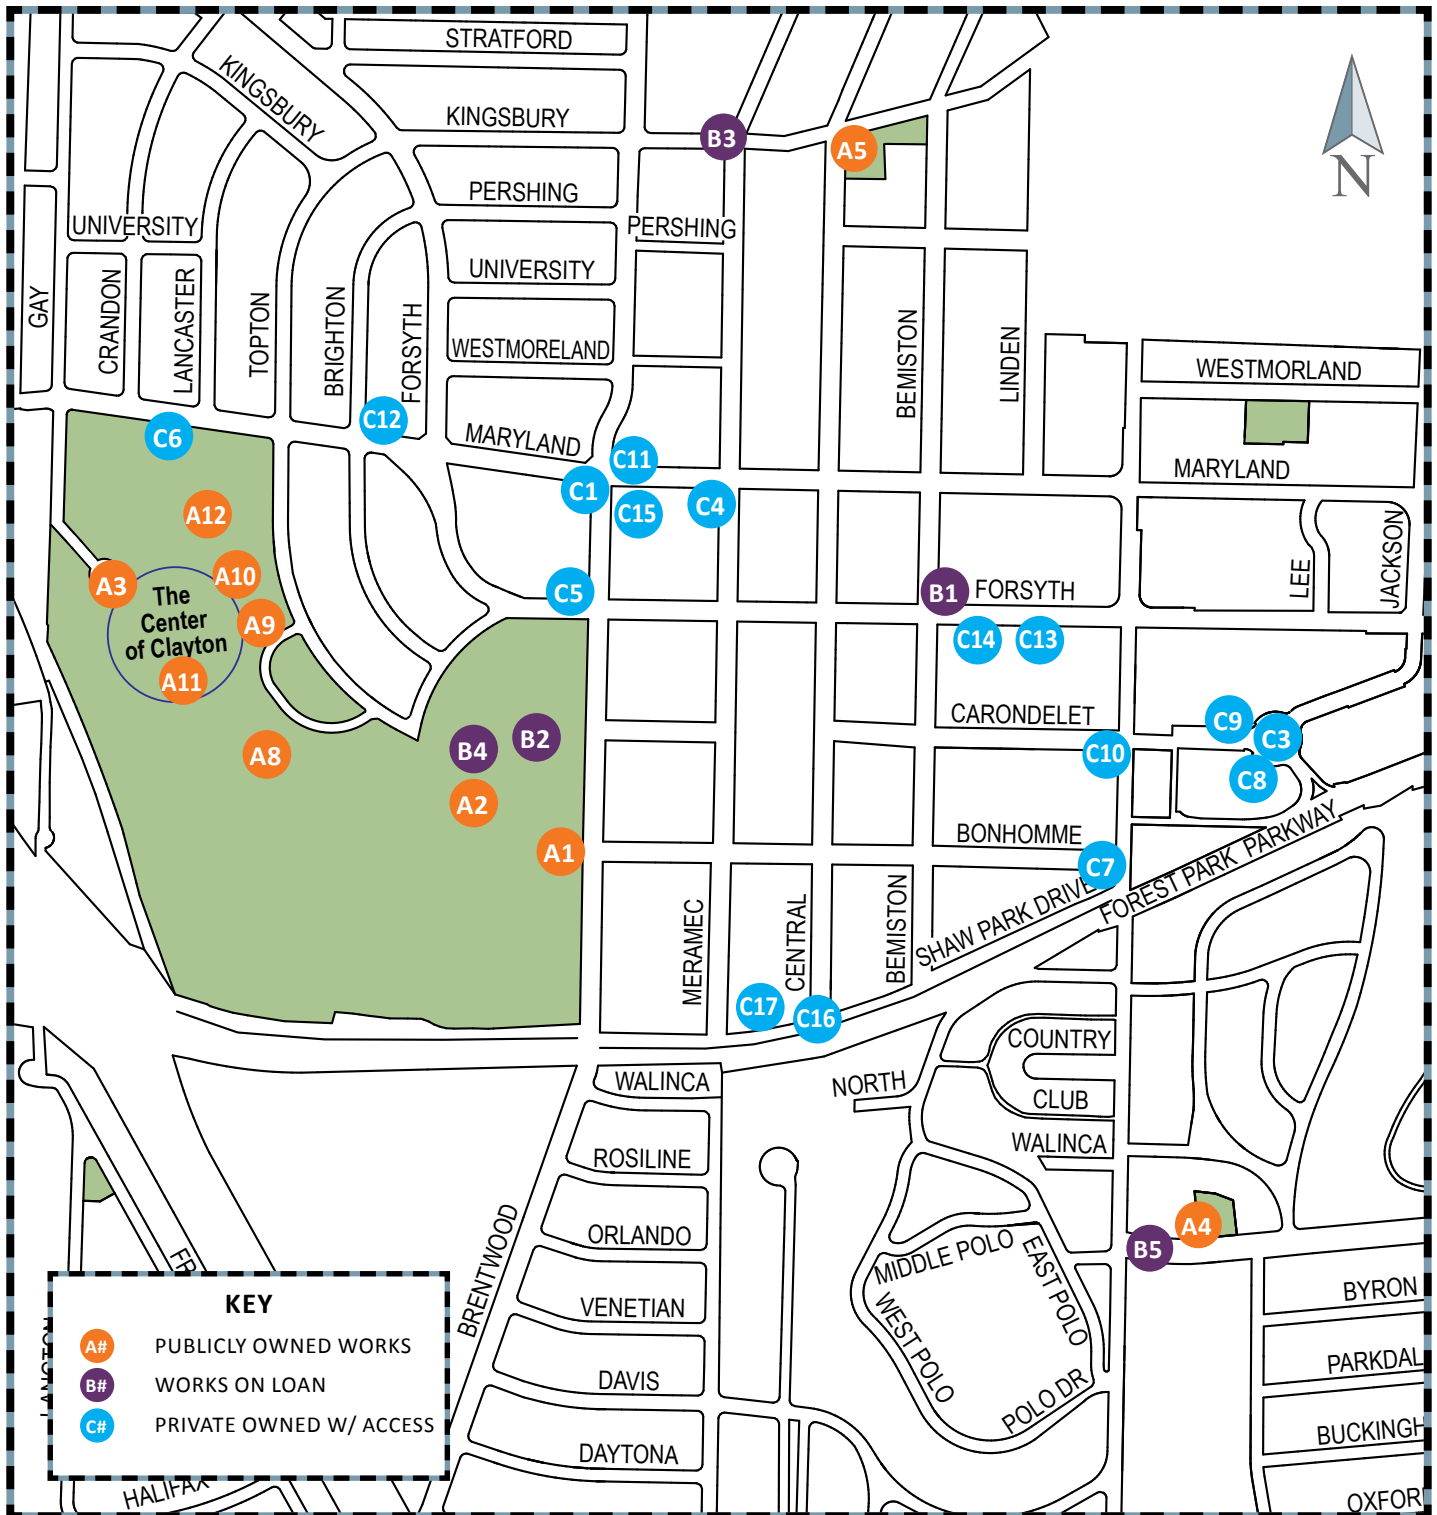 STRATFORD
KINGSBURY
KINGSBURY
B3
A5
N
PERSHING
UNIVERSITY
PERSHING
UNIVERSITY
GAY
CRANDON
LANCASTER
TOPTON
BRIGHTON
FORSYTH
WESTMORELAND
BEMISTON
LINDEN
WESTMORLAND
C12
C6
MARYLAND
C11
MARYLAND
C1
C15
C4
A12
JACKSON
LEE
A3
A10
The
Center
of Clayton
A9
A11
C5
B1
FORSYTH
C14
C13
CARONDELET
C9
C3
C8
C10
B4
B2
A8
A2
A1
BONHOMME
C7
FOREST PARK PARKWAY
SHAW PARK DRIVE
MERAMEC
CENTRAL
BEMISTON
C17
C16
COUNTRY
CLUB
WALINCA
NORTH
WALINCA
ROSILINE
ORLANDO
BRENTWOOD
VENETIAN
DAVIS
DAYTONA
MIDDLE POLO
EAST POLO
WEST POLO
POLO DR
A4
B5
BYRON
PARKDAL
BUCKINGH
OXFOR
FR
HALIFAX
KEY
A# PUBLICLY OWNED WORKS
B# WORKS ON LOAN
C# PRIVATE OWNED W/ ACCESS